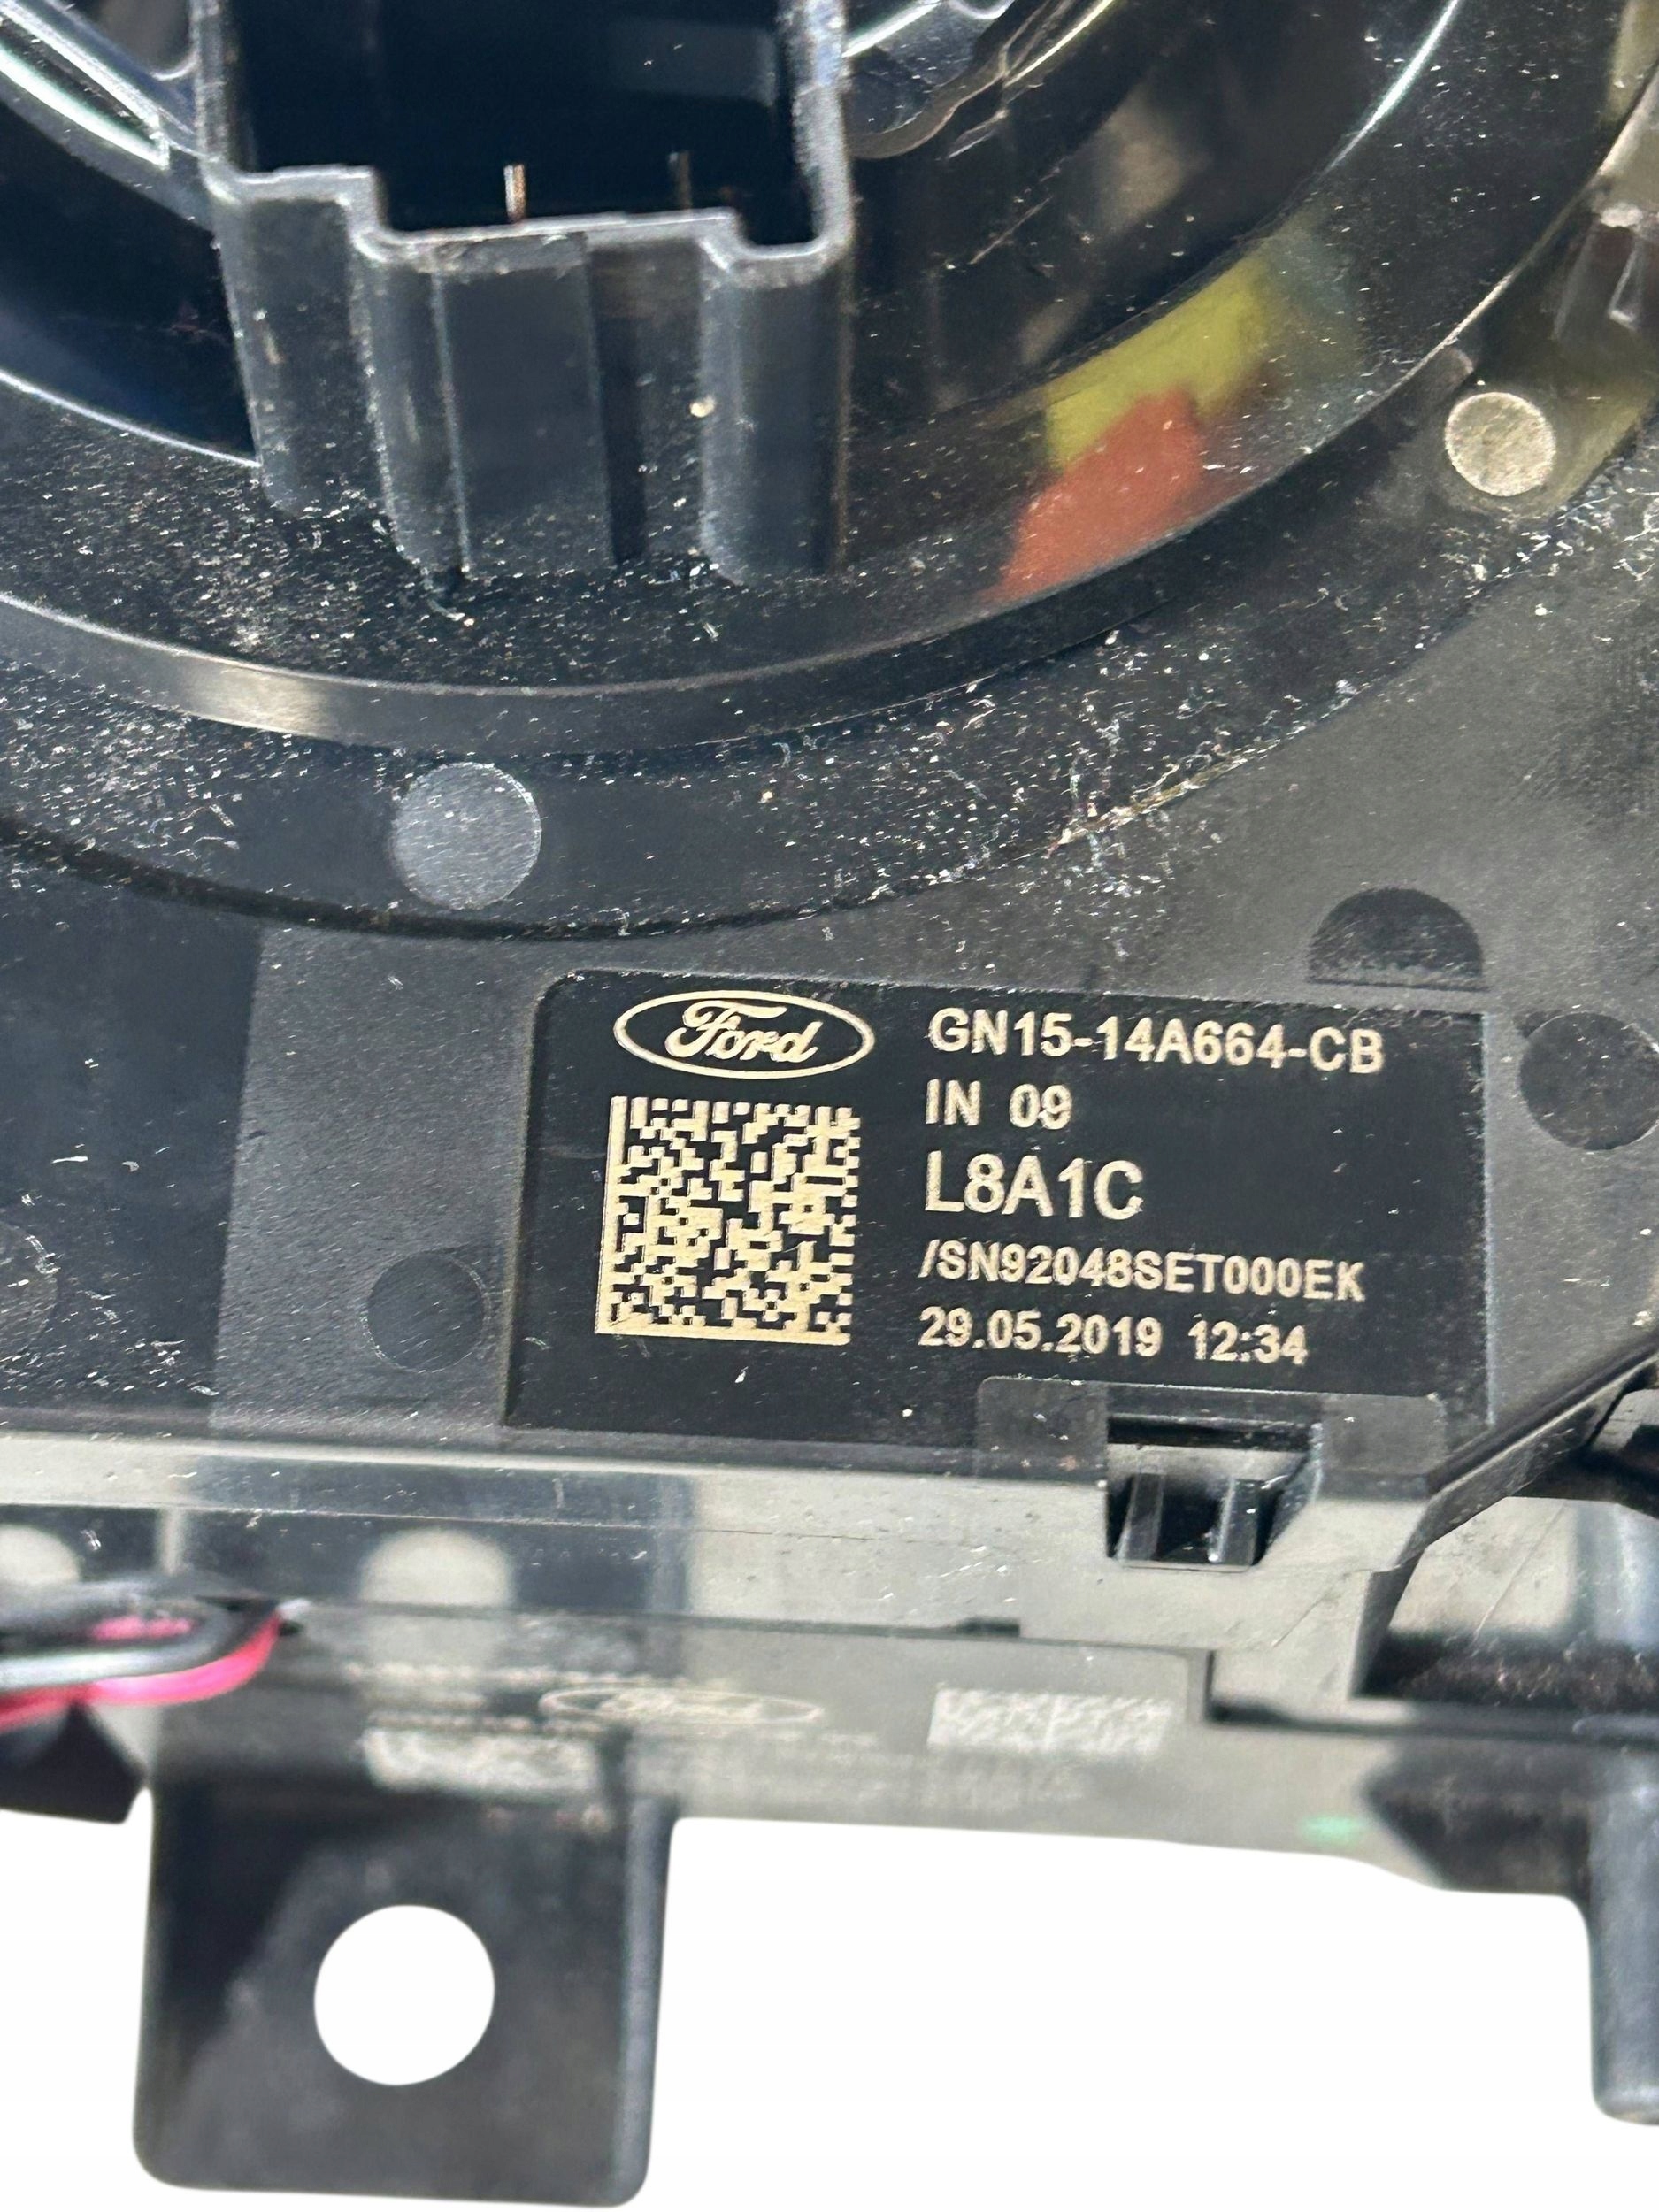 Ford
GN15-14A664-CB
IN 09
L8A1C
/SN92048SET000EK
29.05.2019 12:34